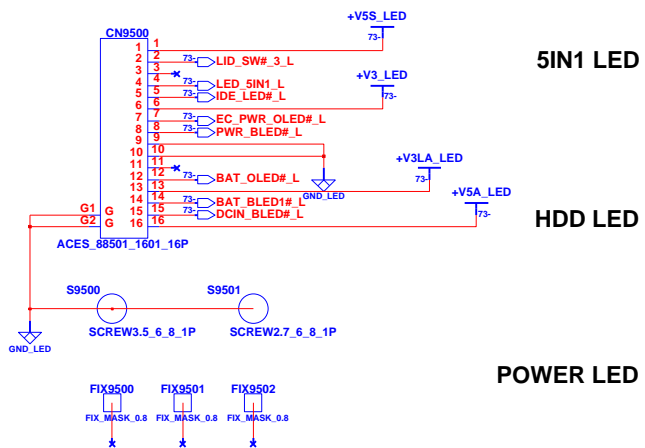 +V5S_LED
73-
CN9500
1 1
2 2 73- LID_SW#_3_L
3 3
4 4 73- LED_5IN1_L
5 5 73- IDE_LED#_L
6 6
7 7 73- EC_PWR_OLED#_L
8 8 73- PWR_BLED#_L
9 9
10 10
11 11
12 12 73- BAT_OLED#_L
13 13
14 14 73- BAT_BLED1#_L
15 15 73- DCIN_BLED#_L
16 16
G1 G
G2 G
ACES_88501_1601_16P
+V3_LED
73-
GND_LED
+V3LA_LED
73-
+V5A_LED
73-
5IN1 LED
HDD LED
S9500
SCREW3.5_6_8_1P
S9501
SCREW2.7_6_8_1P
GND_LED
POWER LED
FIX9500
FIX_MASK_0.8
FIX9501
FIX_MASK_0.8
FIX9502
FIX_MASK_0.8